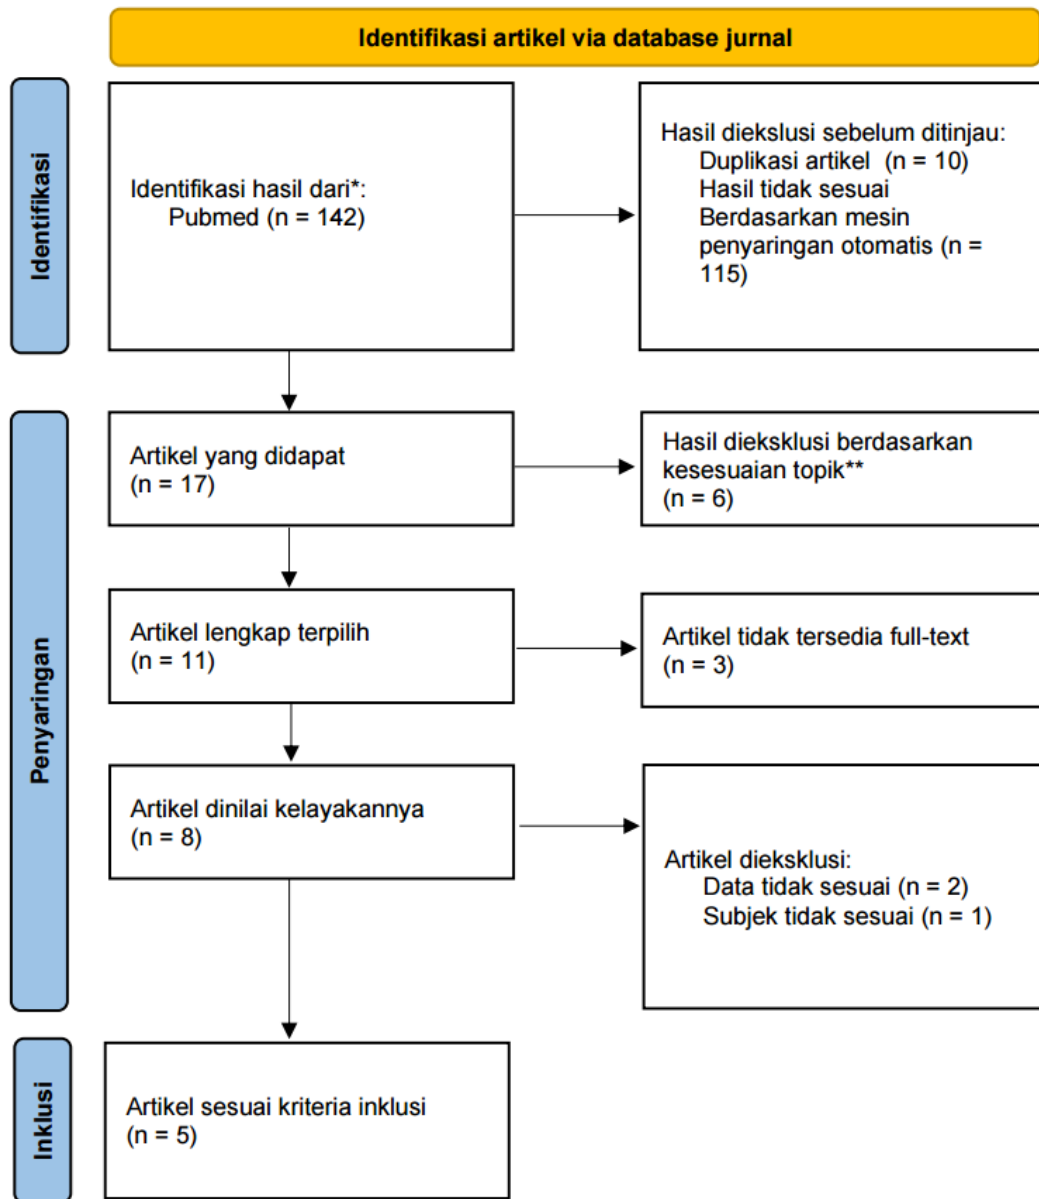 Identifikasi artikel via database jurnal
Identifikasi
Identifikasi hasil dari*:
Pubmed (n = 142)
Hasil diekslusi sebelum ditinjau:
Duplikasi artikel (n = 10)
Hasil tidak sesuai
Berdasarkan mesin
penyaringan otomatis (n =
115)
Penyaringan
Artikel yang didapat
(n = 17)
Hasil dieksklusi berdasarkan
kesesuaian topik**
(n = 6)
Artikel lengkap terpilih
(n = 11)
Artikel tidak tersedia full-text
(n = 3)
Artikel dinilai kelayakannya
(n = 8)
Artikel dieksklusi:
Data tidak sesuai (n = 2)
Subjek tidak sesuai (n = 1)
Inklusi
Artikel sesuai kriteria inklusi
(n = 5)